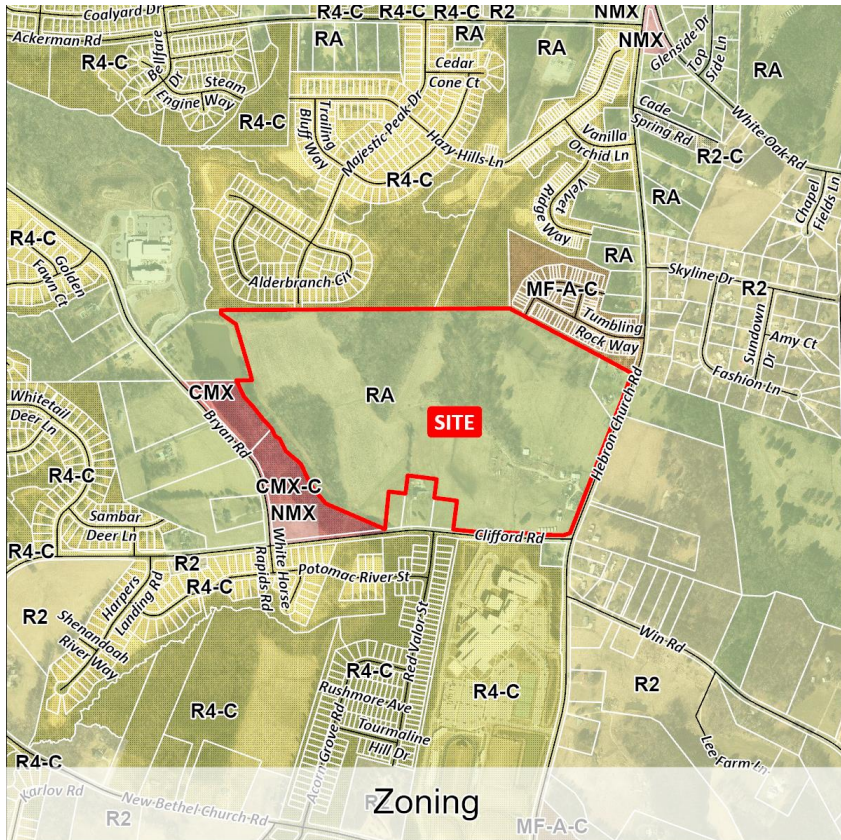 Coalyard Dr
R4-C
R4-C
R4-C
R2
NMX
Ackerman Rd
RA
RA
RA
NMX
Glenside Dr
Top
Side Ln
RA
R4-C
Bellfare
Dr
Steam
Engine Way
Cedar
Cone Ct
Majestic Peak Dr
Trailing
Bluff Way
R4-C
Hazy Hills Ln
R4-C
Cade
Spring Rd
White Oak Rd
Vanilla
Orchid Ln
R2-C
Velvet
Ridge Way
RA
Chapel
Fields Ln
R4-C
Golden
Fawn Ct
Alderbranch Cir
RA
MF-A-C
Skyline Dr
R2
Tumbling
Rock Way
Sundown
Dr
Amy Ct
Fashion Ln
RA
SITE
CMX
Bryan Rd
Hebron Church Rd
Whitetail
Deer Ln
R4-C
CMX-C
NMX
Sambar
Deer Ln
Clifford Rd
R4-C
R2
R4-C
White Horse
Rapids Rd
Potomac River St
Harpers
Landing Rd
R2
Shenandoah
River Way
Red Valor St
Win Rd
R4-C
Rushmore Ave
R4-C
R2
R4-C
Acorn Grove Rd
Tourmaline
Hill Dr
Lee Farm Ln
R4-C
Karlov Rd
New Bethel Church Rd
R2
Zoning
MF-A-C